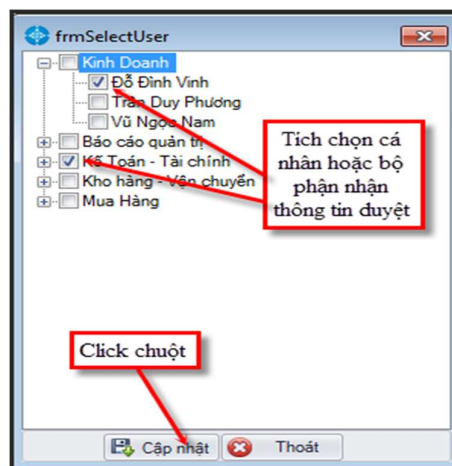 frmSelectUser
Kinh Doanh
Đỗ Đình Vinh
Trần Duy Phương
Vũ Ngọc Nam
Báo cáo quản trị
Kế Toán - Tài chính
Kho hàng - Vận chuyển
Mua Hàng
Tích chọn cá
nhân hoặc bộ
phận nhận
thông tin duyệt
Click chuột
Cập nhật
Thoát